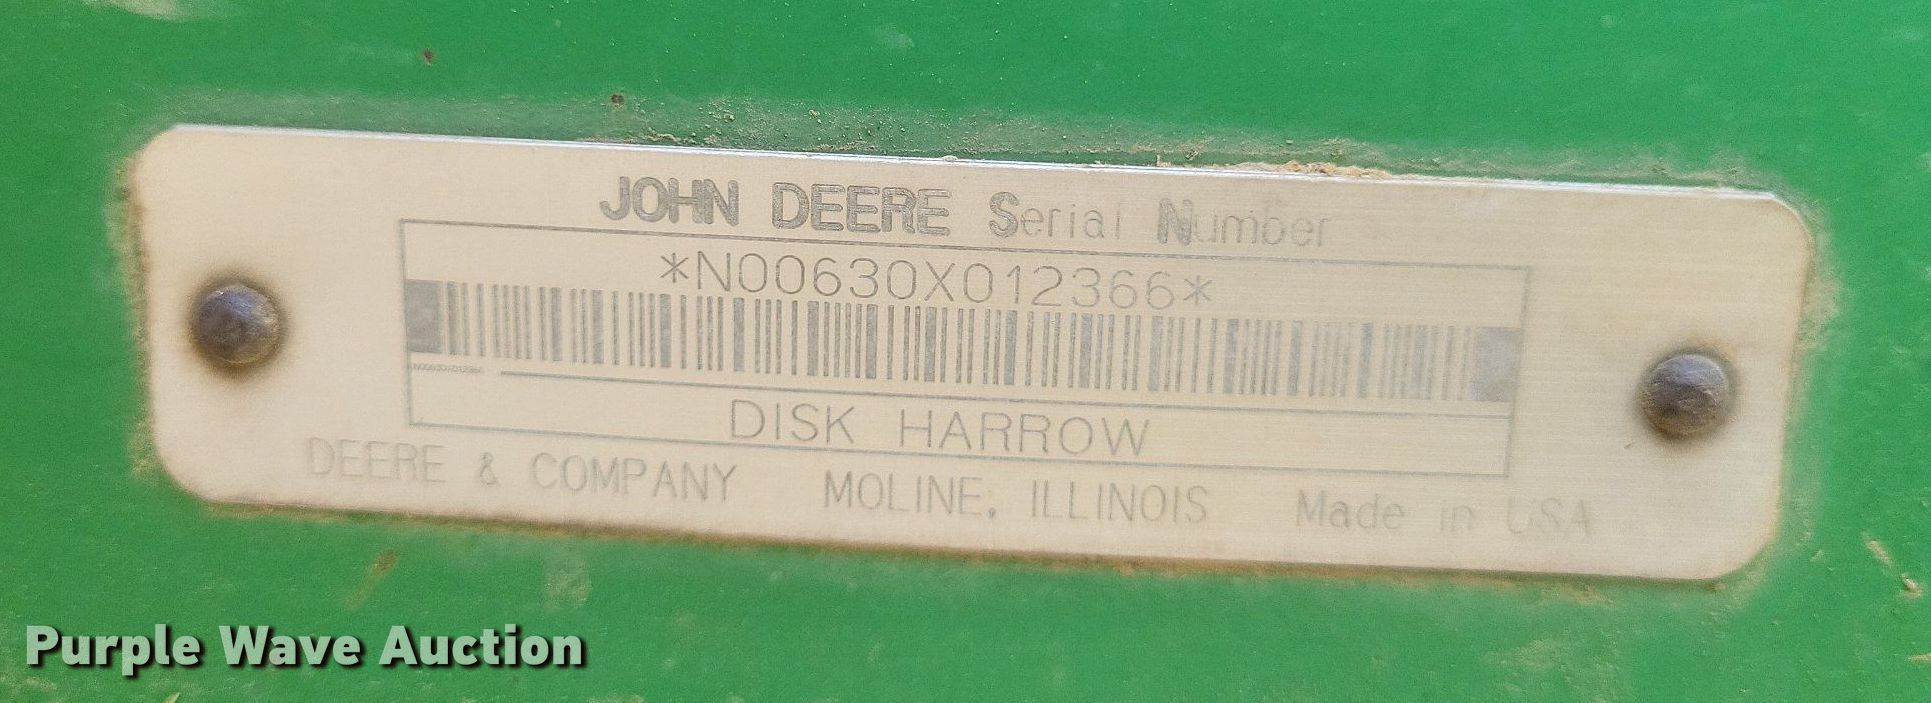 JOHN DEERE Serial Number
*N00630X012366*
DISK HARROW
DEERE & COMPANY MOLINE, ILLINOIS Made in USA
Purple Wave Auction